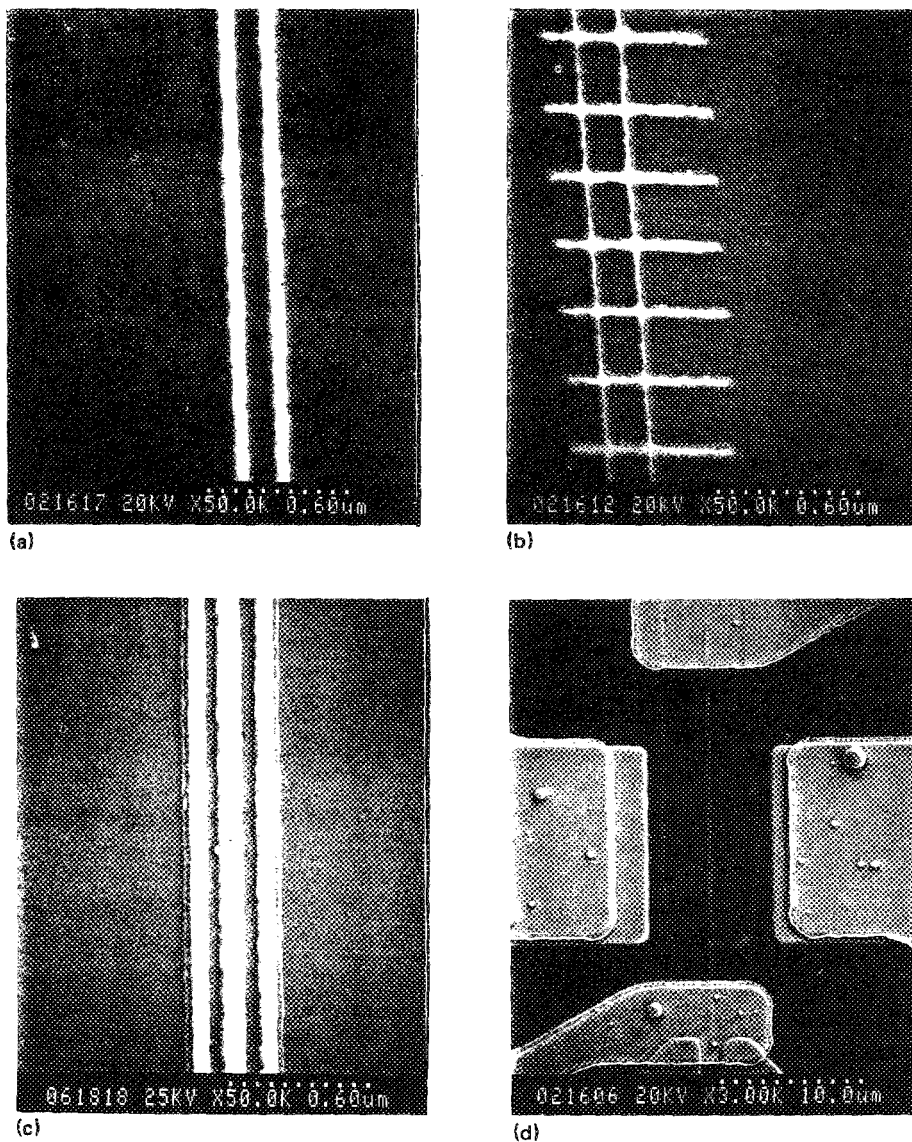 021617 20KV X50.0K 0.60um
(a)
021612 20KV X50.0K 0.60um
(b)
061818 25KV X50.0K 0.60um
(c)
021606 20KV X3.00K 10.0um
(d)